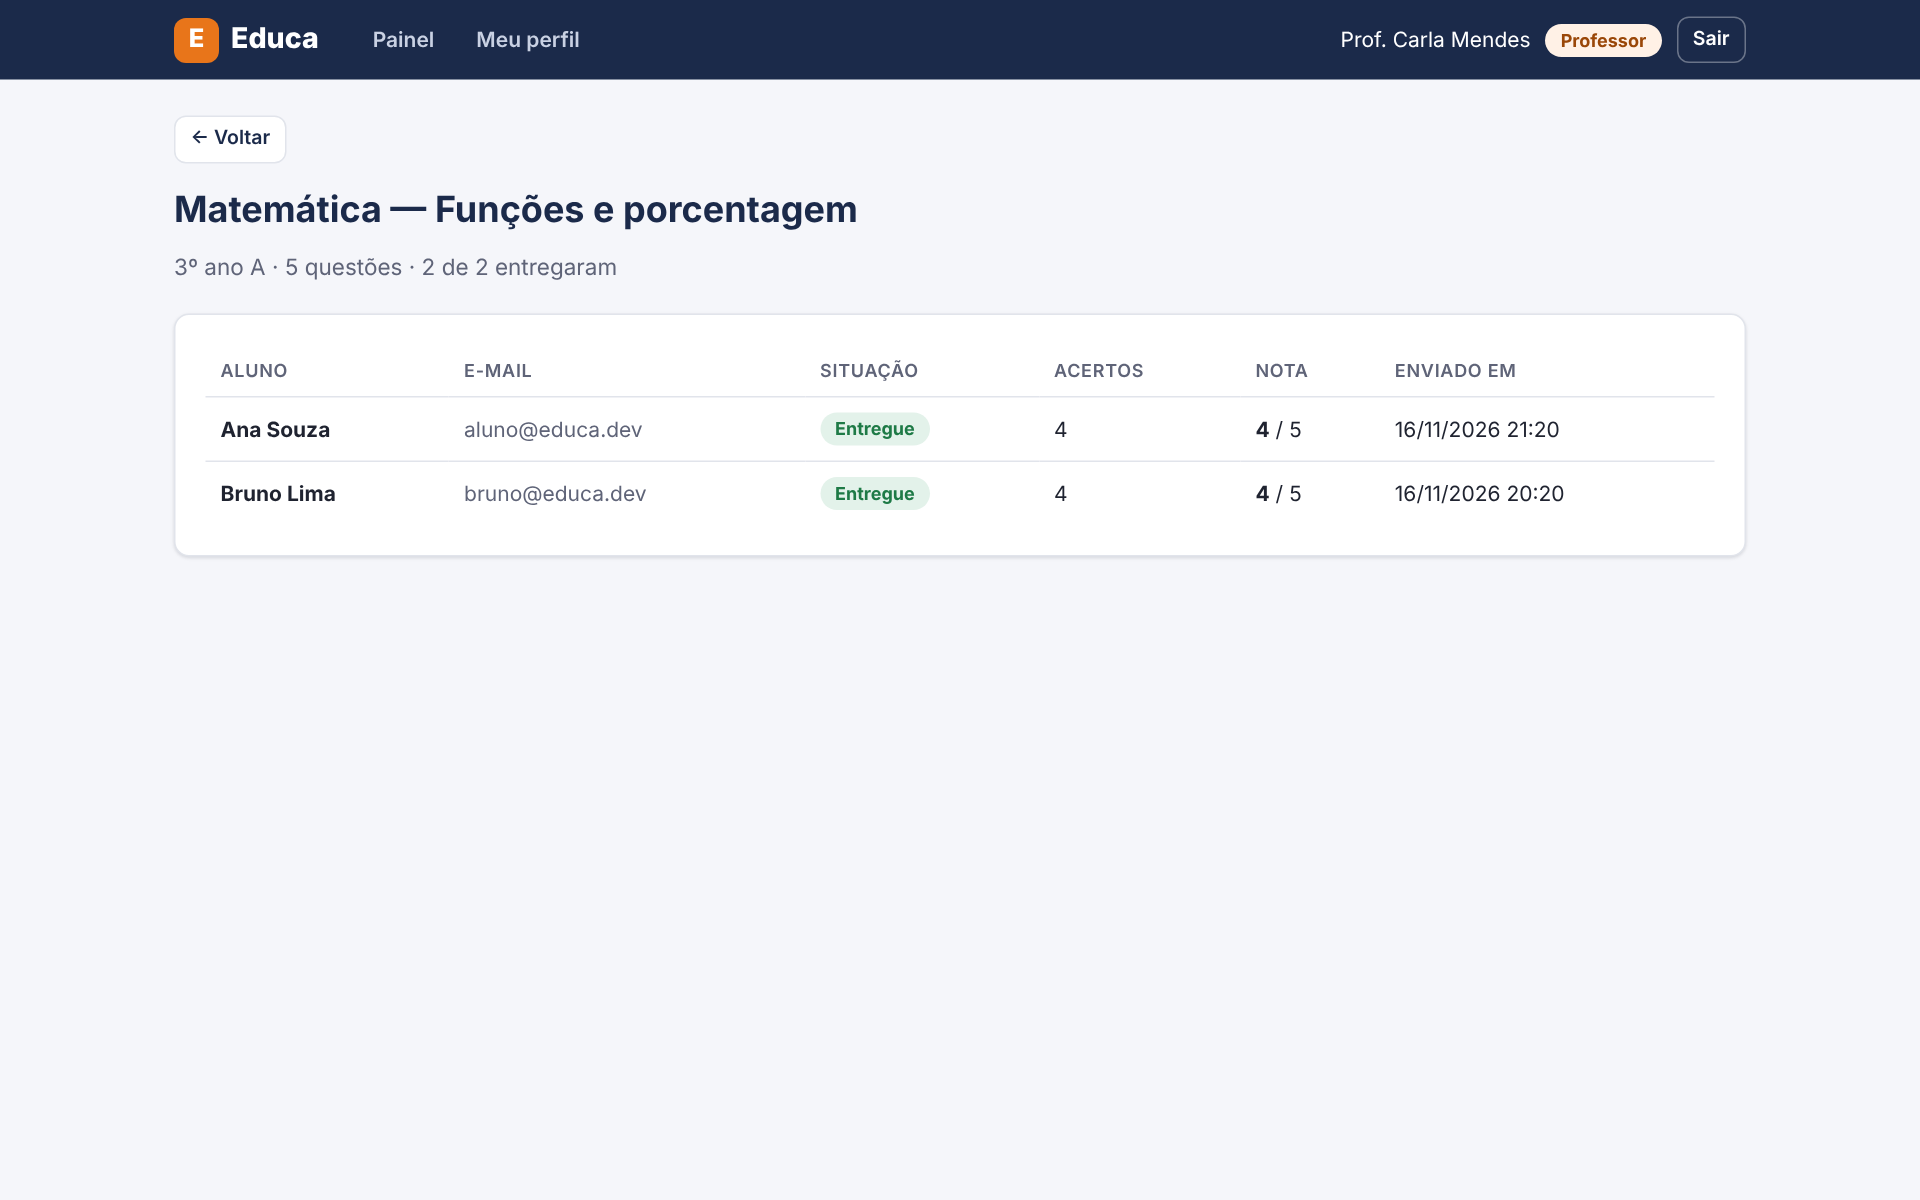 E Educa Painel Meu perfil Prof. Carla Mendes Professor Sair
← Voltar
Matemática — Funções e porcentagem
3º ano A · 5 questões · 2 de 2 entregaram
ALUNO E-MAIL SITUAÇÃO ACERTOS NOTA ENVIADO EM
Ana Souza aluno@educa.dev Entregue 4 4 / 5 16/11/2026 21:20
Bruno Lima bruno@educa.dev Entregue 4 4 / 5 16/11/2026 20:20